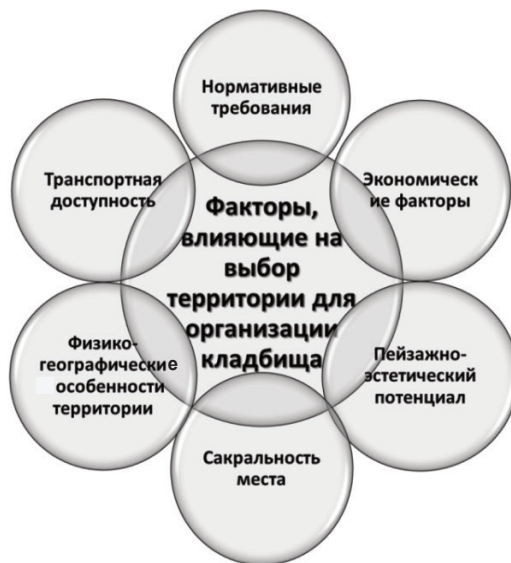 Нормативные
требования
Транспортная
доступность
Экономическ
ие факторы
Факторы,
влияющие на
выбор
территории для
организации
кладбища
Физико-
географические
особенности
территории
Пейзажно-
эстетический
потенциал
Сакральность
места